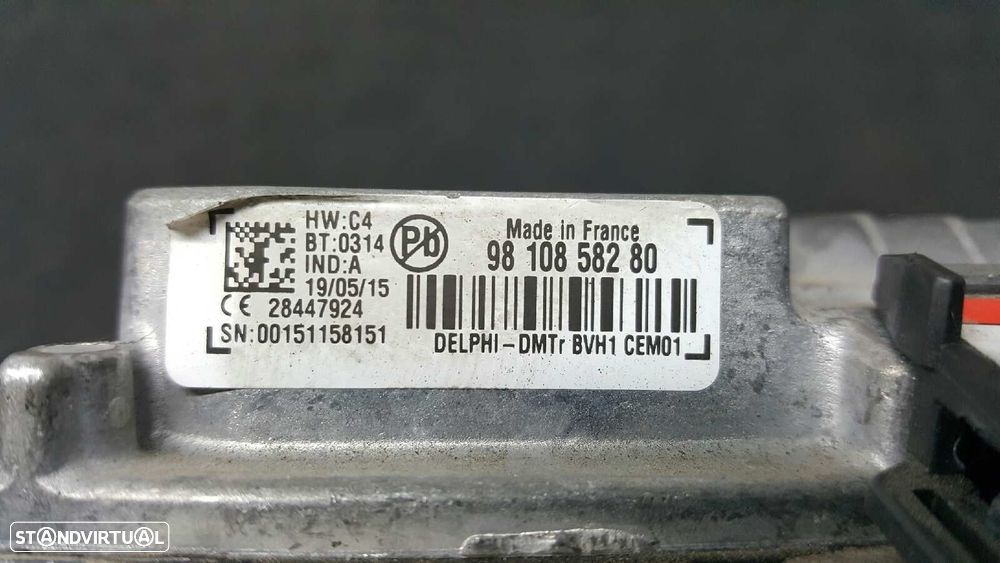 HW:C4
BT:0314
IND:A
19/05/15
CE 28447924
SN:00151158151
Pb
Made in France
98 108 582 80
DELPHI-DMTr BVH1 CEM01
STANDVIRTUAL